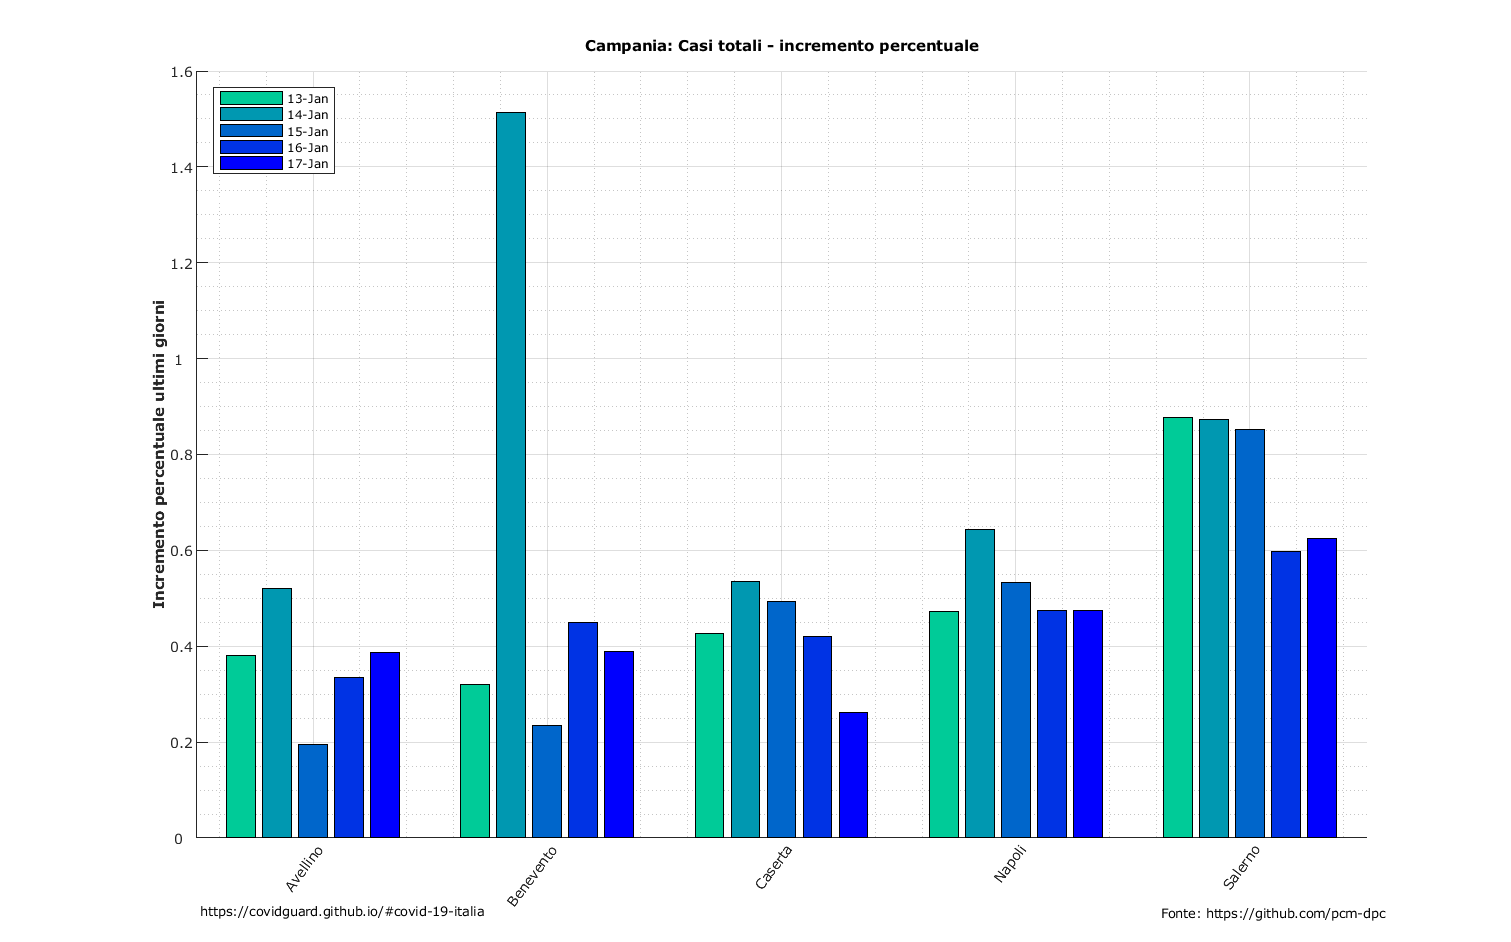 Campania: Casi totali - incremento percentuale
13-Jan
14-Jan
15-Jan
16-Jan
17-Jan
Incremento percentuale ultimi giorni
1.6
1.4
1.2
1
0.8
0.6
0.4
0.2
0
Avellino
Benevento
Caserta
Napoli
Salerno
https://covidguard.github.io/#covid-19-italia
Fonte: https://github.com/pcm-dpc